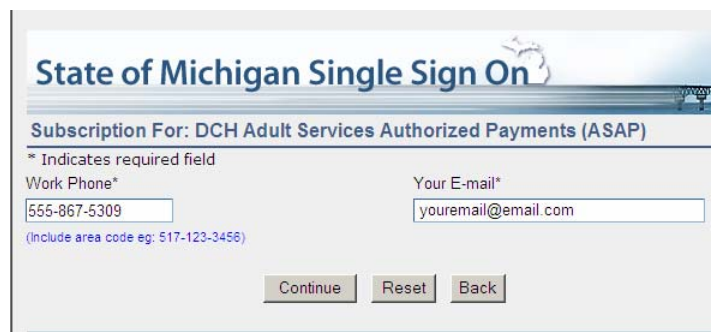 State of Michigan Single Sign On
Subscription For: DCH Adult Services Authorized Payments (ASAP)
* Indicates required field
Work Phone* Your E-mail*
555-867-5309 youremail@email.com
(Include area code eg: 517-123-3456)
Continue Reset Back